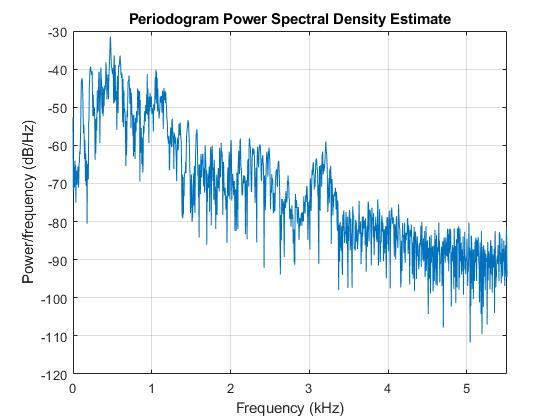 Periodogram Power Spectral Density Estimate
-30
-40
-50
-60
-70
-80
-90
-100
-110
-120
Power/frequency (dB/Hz)
0 1 2 3 4 5
Frequency (kHz)